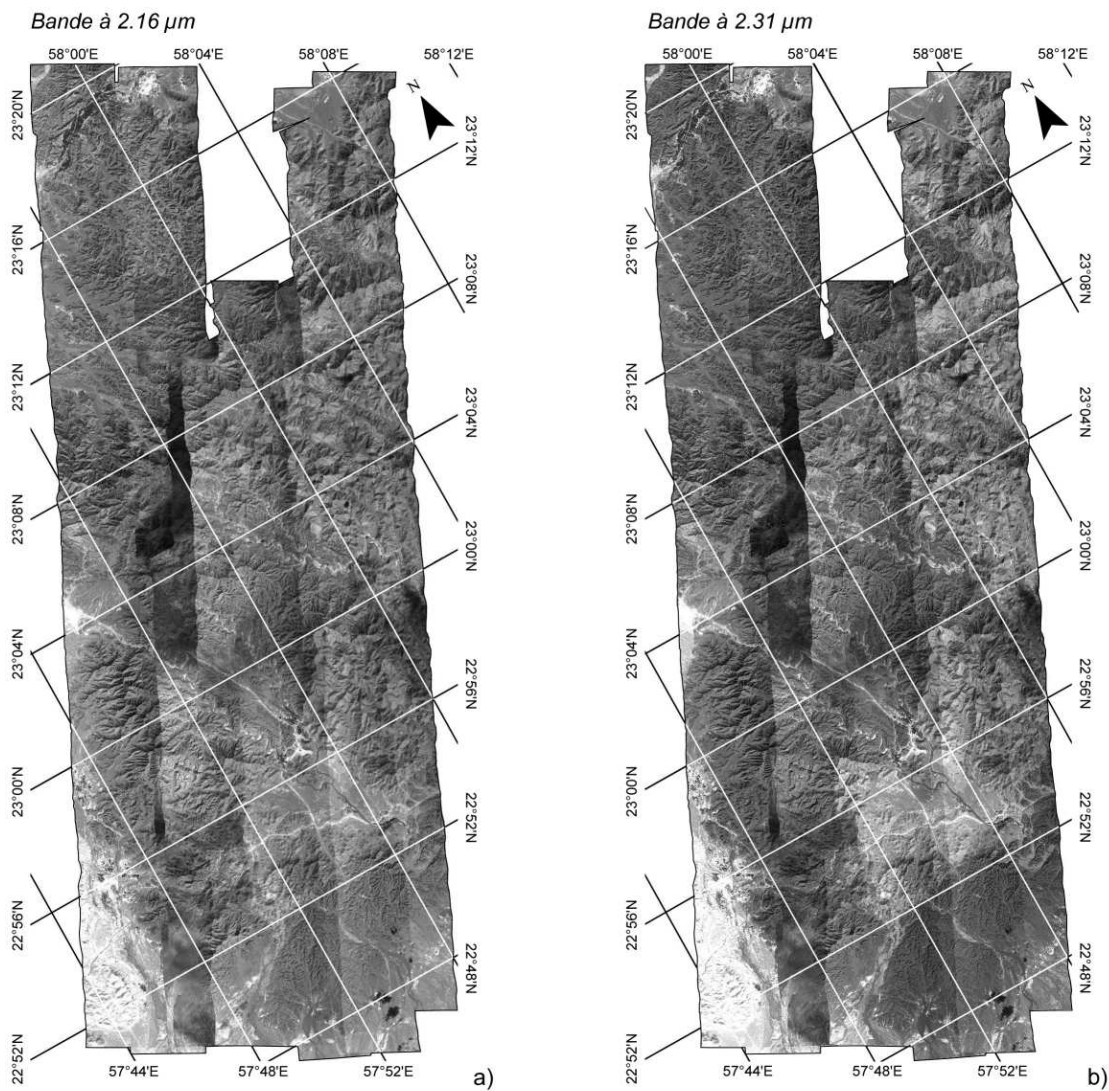 Bande à 2.16 µm
58°00'E 58°04'E 58°08'E 58°12'E
N
23°20'N
23°16'N
23°12'N
23°08'N
23°04'N
23°00'N
22°56'N
22°52'N
23°12'N
23°08'N
23°04'N
23°00'N
22°56'N
22°52'N
22°48'N
57°44'E 57°48'E 57°52'E
a)
Bande à 2.31 µm
58°00'E 58°04'E 58°08'E 58°12'E
N
23°20'N
23°16'N
23°12'N
23°08'N
23°04'N
23°00'N
22°56'N
22°52'N
23°12'N
23°08'N
23°04'N
23°00'N
22°56'N
22°52'N
22°48'N
57°44'E 57°48'E 57°52'E
b)